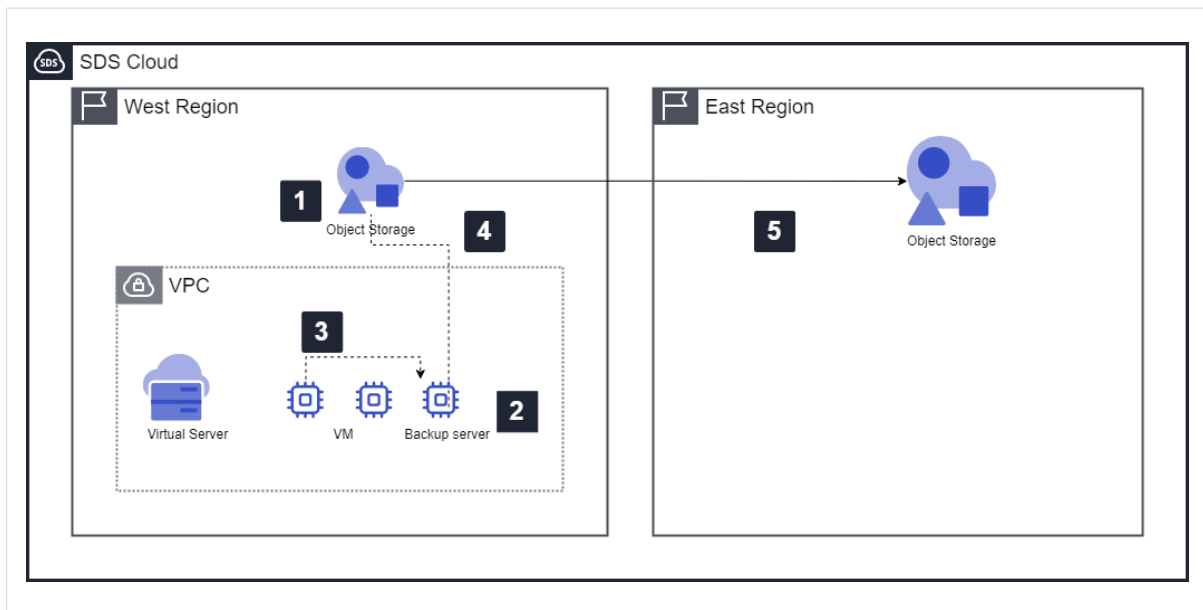 SDS
SDS Cloud
West Region
East Region
1
Object Storage
4
5
Object Storage
VPC
3
2
Virtual Server
VM
Backup server